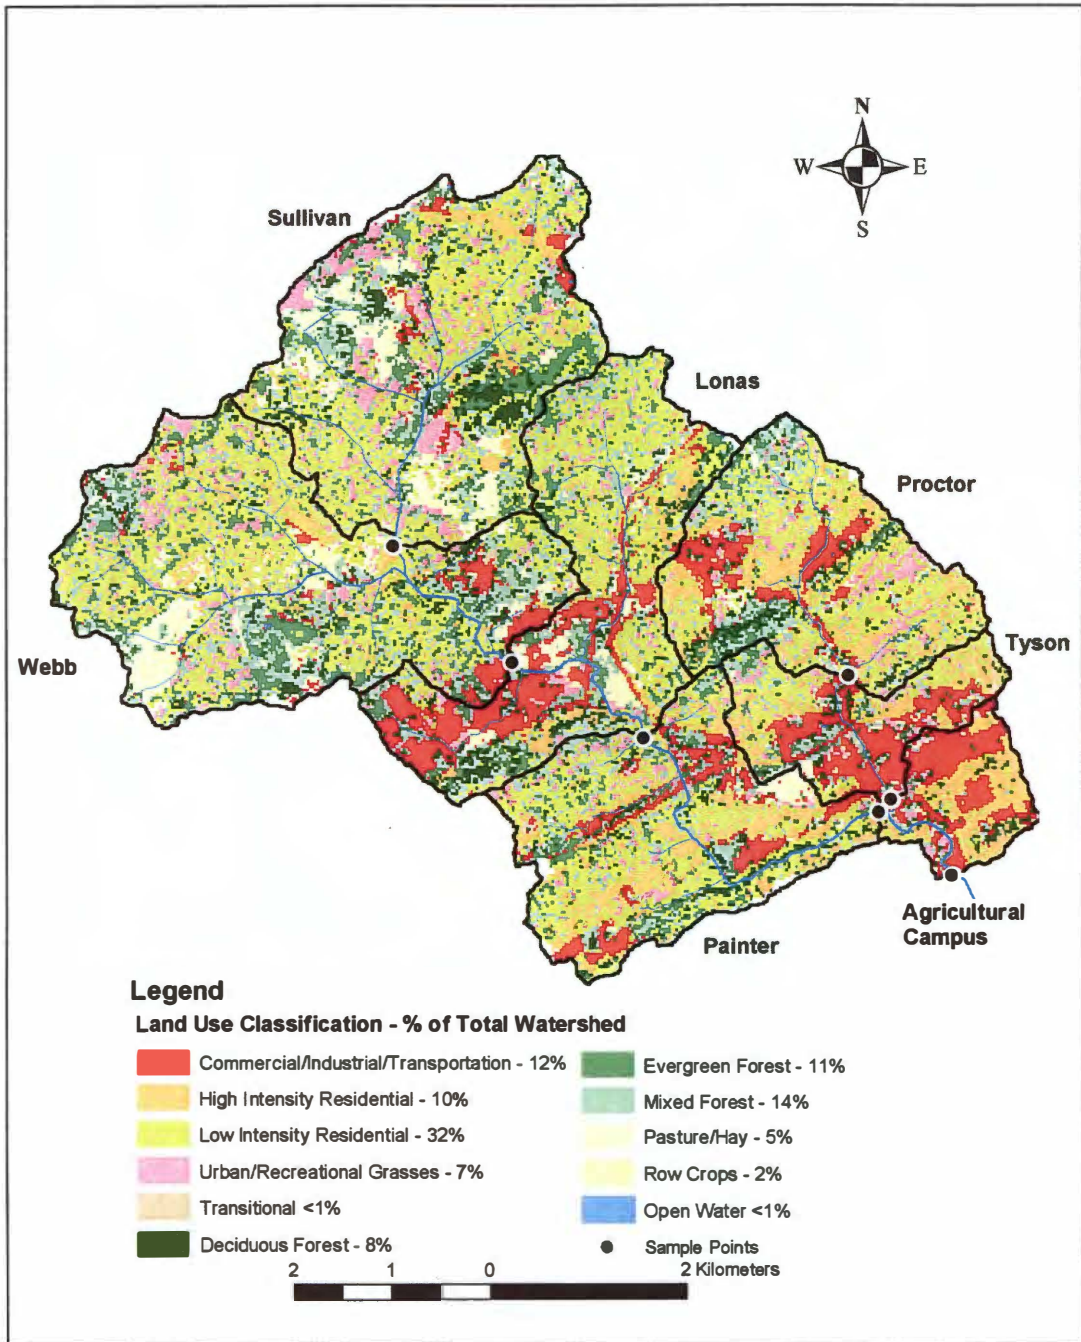 N
W E
S
Sullivan
Lonas
Proctor
Tyson
Webb
Agricultural
Campus
Painter
Legend
Land Use Classification - % of Total Watershed
Commercial/Industrial/Transportation - 12%
High Intensity Residential - 10%
Low Intensity Residential - 32%
Urban/Recreational Grasses - 7%
Transitional <1%
Deciduous Forest - 8%
Evergreen Forest - 11%
Mixed Forest - 14%
Pasture/Hay - 5%
Row Crops - 2%
Open Water <1%
Sample Points
2 1 0 2 Kilometers